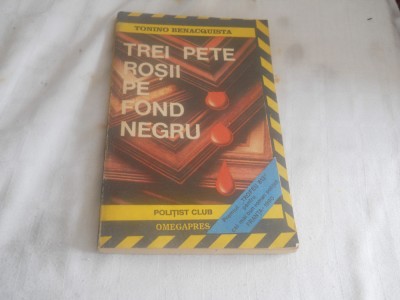 TONINO BENACQUISTA
TREI PETE
ROȘII
PE
FOND
NEGRU
POLIȚIST CLUB
OMEGAPRES